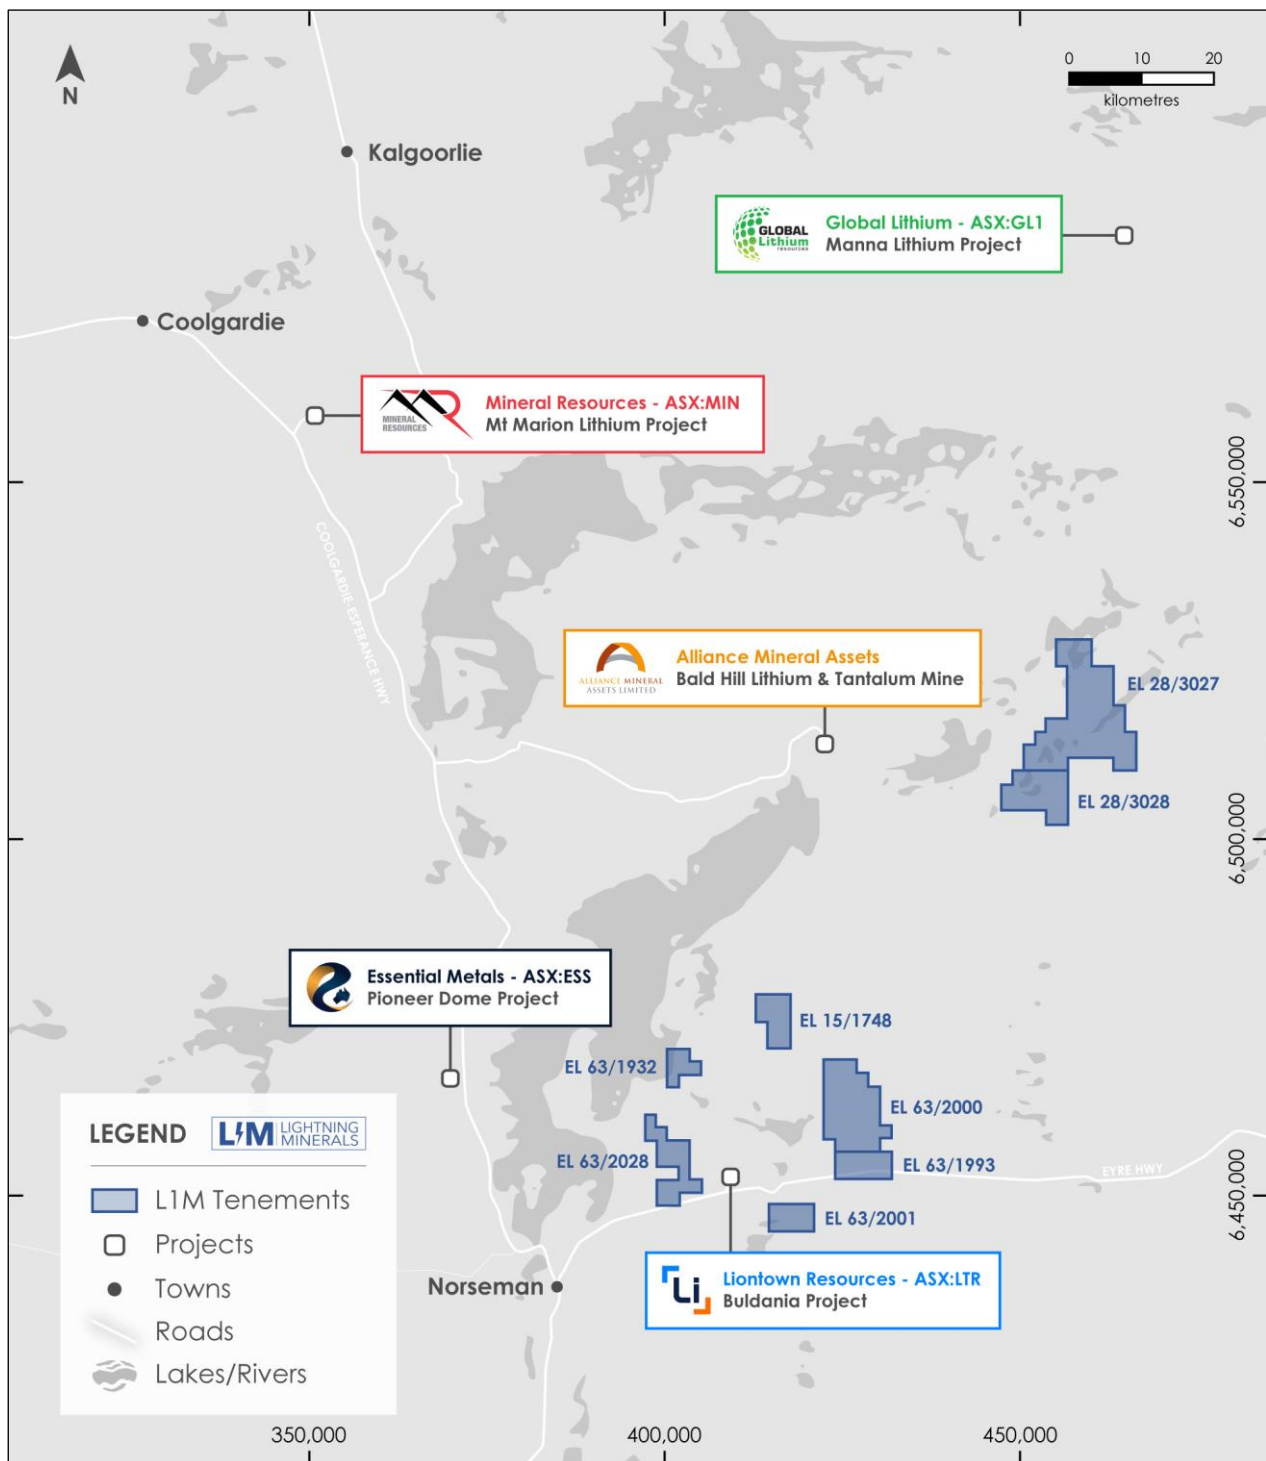 N
0 10 20
kilometres
Kalgoorlie
GLOBAL
Lithium
RESOURCES
Global Lithium - ASX:GL1
Manna Lithium Project
Coolgardie
MINERAL
RESOURCES
Mineral Resources - ASX:MIN
Mt Marion Lithium Project
6,550,000
COOLGARDIE-ESPERANCE HWY
ALLIANCE MINERAL
ASSETS LIMITED
Alliance Mineral Assets
Bald Hill Lithium & Tantalum Mine
EL 28/3027
EL 28/3028
6,500,000
Essential Metals - ASX:ESS
Pioneer Dome Project
EL 15/1748
EL 63/1932
EL 63/2000
EL 63/2028
EL 63/1993
EYRE HWY
6,450,000
EL 63/2001
Norseman
Li
Liontown Resources - ASX:LTR
Buldania Project
LEGEND
L1M LIGHTNING
MINERALS
L1M Tenements
Projects
Towns
Roads
Lakes/Rivers
350,000 400,000 450,000